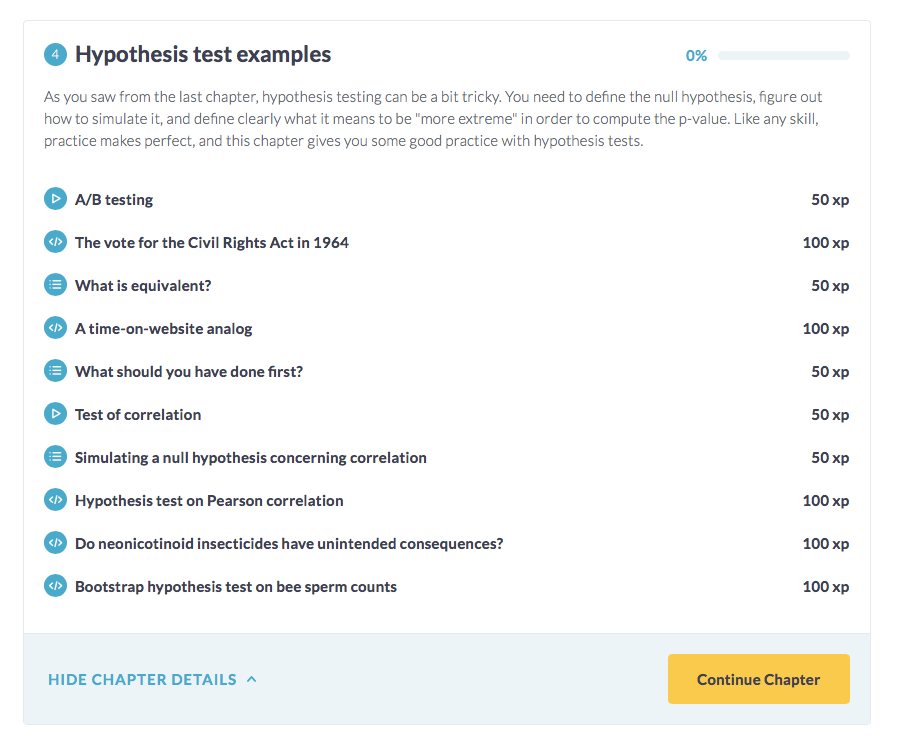 4 Hypothesis test examples 0%
As you saw from the last chapter, hypothesis testing can be a bit tricky. You need to define the null hypothesis, figure out
how to simulate it, and define clearly what it means to be "more extreme" in order to compute the p-value. Like any skill,
practice makes perfect, and this chapter gives you some good practice with hypothesis tests.
A/B testing 50 xp
The vote for the Civil Rights Act in 1964 100 xp
What is equivalent? 50 xp
A time-on-website analog 100 xp
What should you have done first? 50 xp
Test of correlation 50 xp
Simulating a null hypothesis concerning correlation 50 xp
Hypothesis test on Pearson correlation 100 xp
Do neonicotinoid insecticides have unintended consequences? 100 xp
Bootstrap hypothesis test on bee sperm counts 100 xp
HIDE CHAPTER DETAILS Continue Chapter